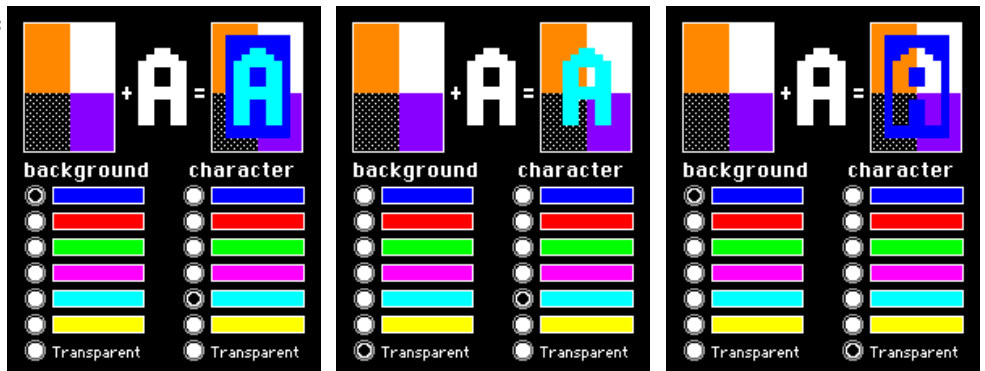 + A = A
background character
Transparent Transparent
+ A = A
background character
Transparent Transparent
+ A = A
background character
Transparent Transparent